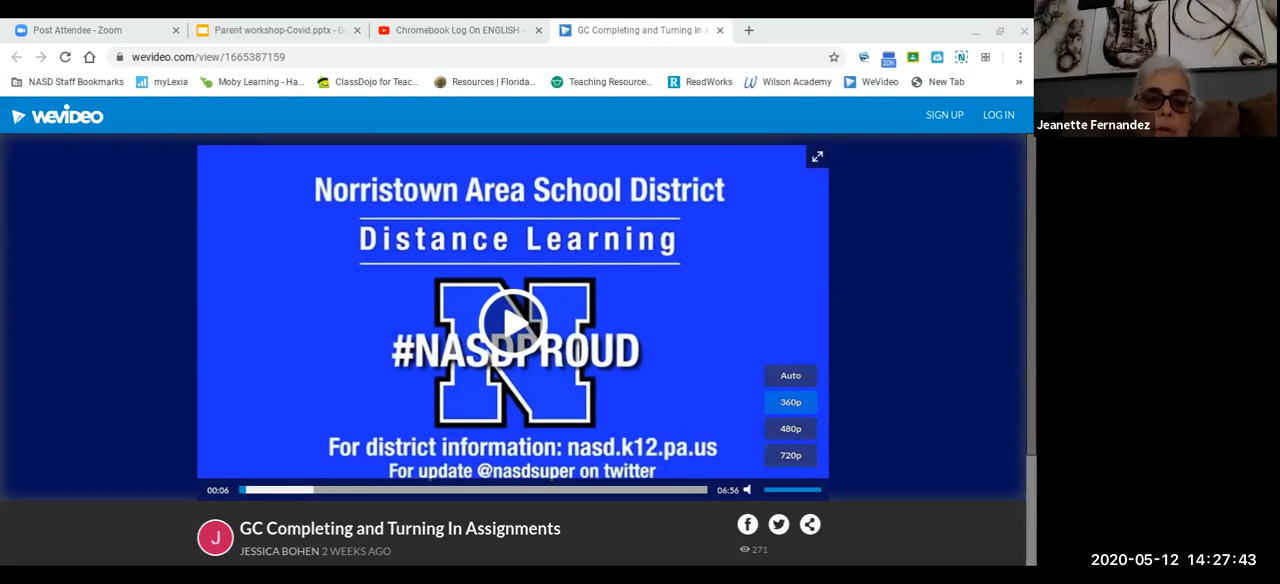 Post Attendee - Zoom
Parent workshop-Covid.pptx - G
Chromebook Log On ENGLISH -
GC Completing and Turning In A
wevideo.com/view/1665387159
20h
NASD Staff Bookmarks
myLexia
Moby Learning - Ha...
ClassDojo for Teac...
Resources | Florida...
Teaching Resource...
ReadWorks
Wilson Academy
WeVideo
New Tab
»
WEVIDEO
SIGN UP
LOG IN
Jeanette Fernandez
Norristown Area School District
Distance Learning
#NASDPROUD
For district information: nasd.k12.pa.us
For update @nasdsuper on twitter
Auto
360p
480p
720p
00:06
06:56
J
GC Completing and Turning In Assignments
JESSICA BOHEN 2 WEEKS AGO
271
2020-05-12 14:27:43